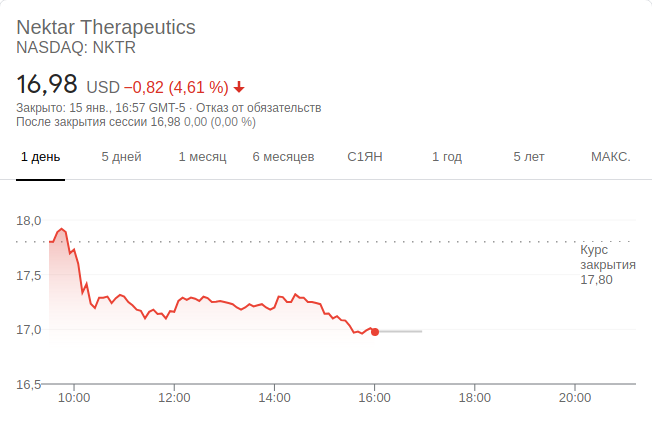 Nektar Therapeutics
NASDAQ: NKTR
16,98 USD −0,82 (4,61 %)
Закрыто: 15 янв., 16:57 GMT-5 · Отказ от обязательств
После закрытия сессии 16,98 0,00 (0,00 %)
1 день 5 дней 1 месяц 6 месяцев С1ЯН 1 год 5 лет МАКС.
18,0
Курс
закрытия
17,80
17,5
17,0
16,5
10:00 12:00 14:00 16:00 18:00 20:00